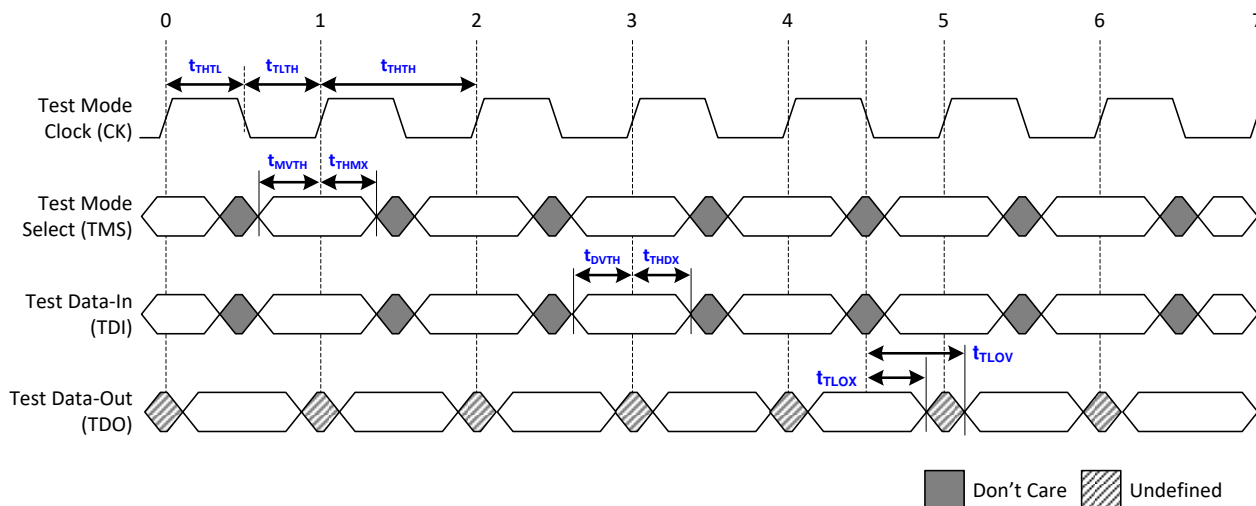 0 1 2 3 4 5 6 7
tTHTL tTLTH tTHTH
Test Mode
Clock (CK)
tMVTH tTHMX
Test Mode
Select (TMS)
tDVTH tTHDX
Test Data-In
(TDI)
tTLOV
tTLOX
Test Data-Out
(TDO)
Don’t Care Undefined